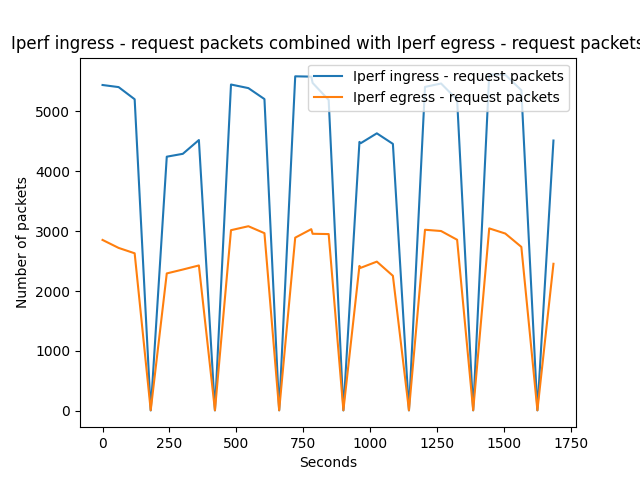 Iperf ingress - request packets combined with Iperf egress - request packets
Iperf ingress - request packets
Iperf egress - request packets
Number of packets
5000
4000
3000
2000
1000
0
0 250 500 750 1000 1250 1500 1750
Seconds